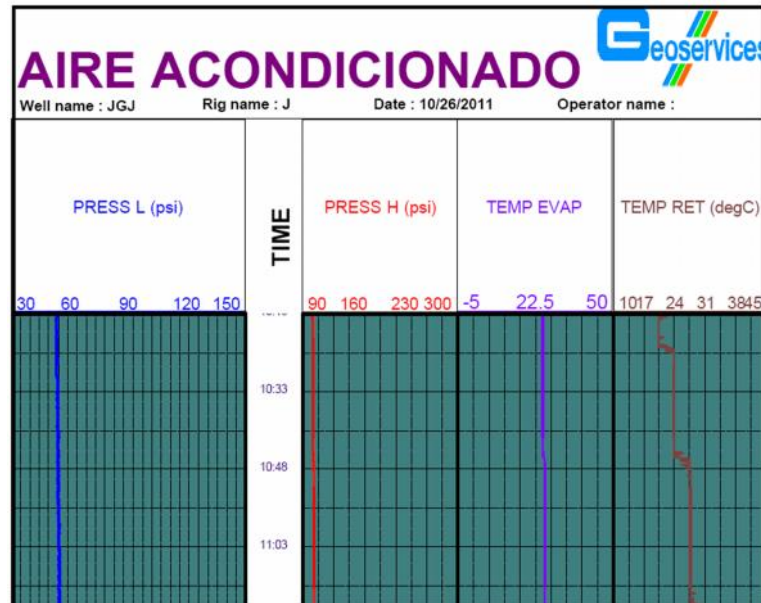 Geoservices
AIRE ACONDICIONADO
Well name : JGJ Rig name : J Date : 10/26/2011 Operator name :
PRESS L (psi) TIME PRESS H (psi) TEMP EVAP TEMP RET (degC)
30 60 90 120 150 90 160 230 300 -5 22.5 50 1017 24 31 3845
10:33
10:48
11:03